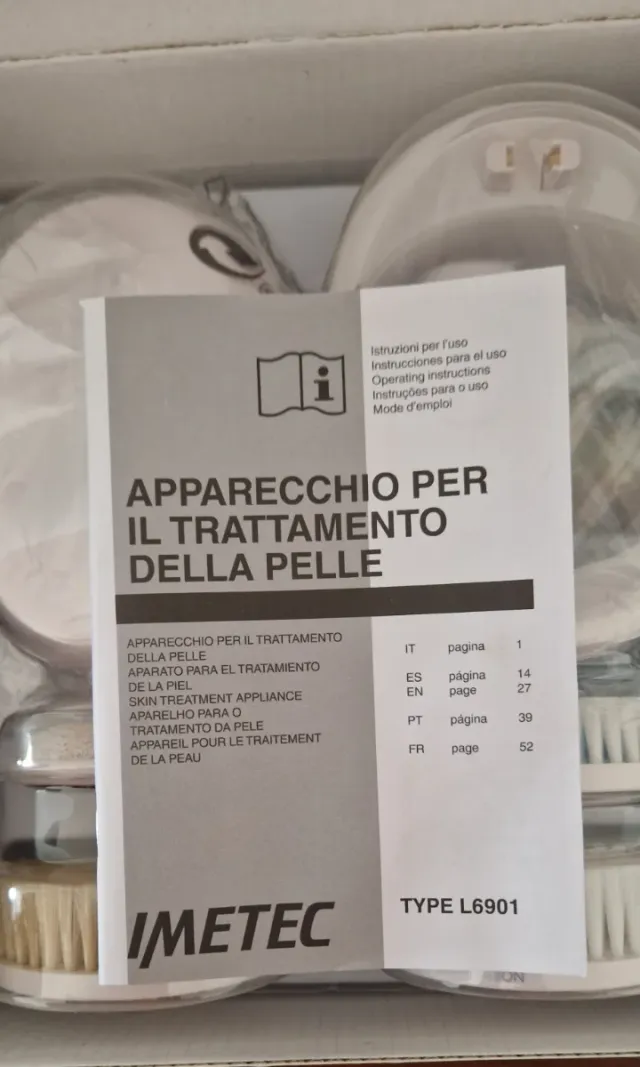 Istruzioni per l'uso
Instrucciones para el uso
Operating instructions
Instruções para o uso
Mode d'emploi
APPARECCHIO PER
IL TRATTAMENTO
DELLA PELLE
APPARECCHIO PER IL TRATTAMENTO
DELLA PELLE
APARATO PARA EL TRATAMIENTO
DE LA PIEL
SKIN TREATMENT APPLIANCE
APARELHO PARA O
TRATAMENTO DA PELE
APPAREIL POUR LE TRAITEMENT
DE LA PEAU
IT pagina 1
ES página 14
EN page 27
PT página 39
FR page 52
IMETEC
TYPE L6901